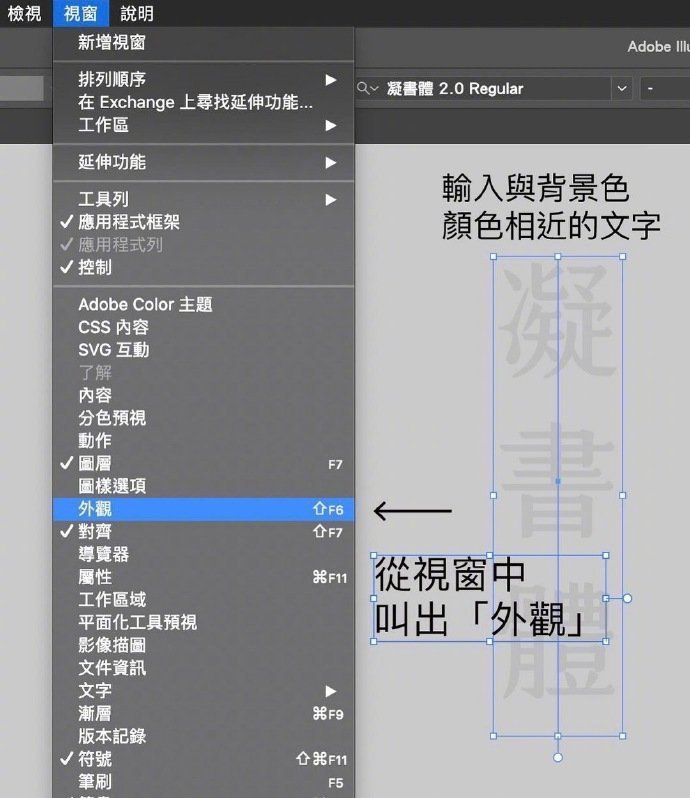 檢視 視窗 說明
新增視窗
Adobe Illu
排列順序
在 Exchange 上尋找延伸功能...
凝書體 2.0 Regular
-
工作區
延伸功能
工具列
✓應用程式框架
✓應用程式列
✓控制
Adobe Color 主題
CSS 內容
SVG 互動
了解
內容
分色預視
動作
✓圖層 F7
圖樣選項
外觀 ⇧F6
✓對齊 ⇧F7
導覽器
屬性 ⌘F11
工作區域
平面化工具預視
影像描圖
文件資訊
文字
漸層 ⌘F9
版本記錄
✓符號 ⇧⌘F11
筆刷 F5
輸入與背景色
顏色相近的文字
凝書體
從視窗中
叫出「外觀」